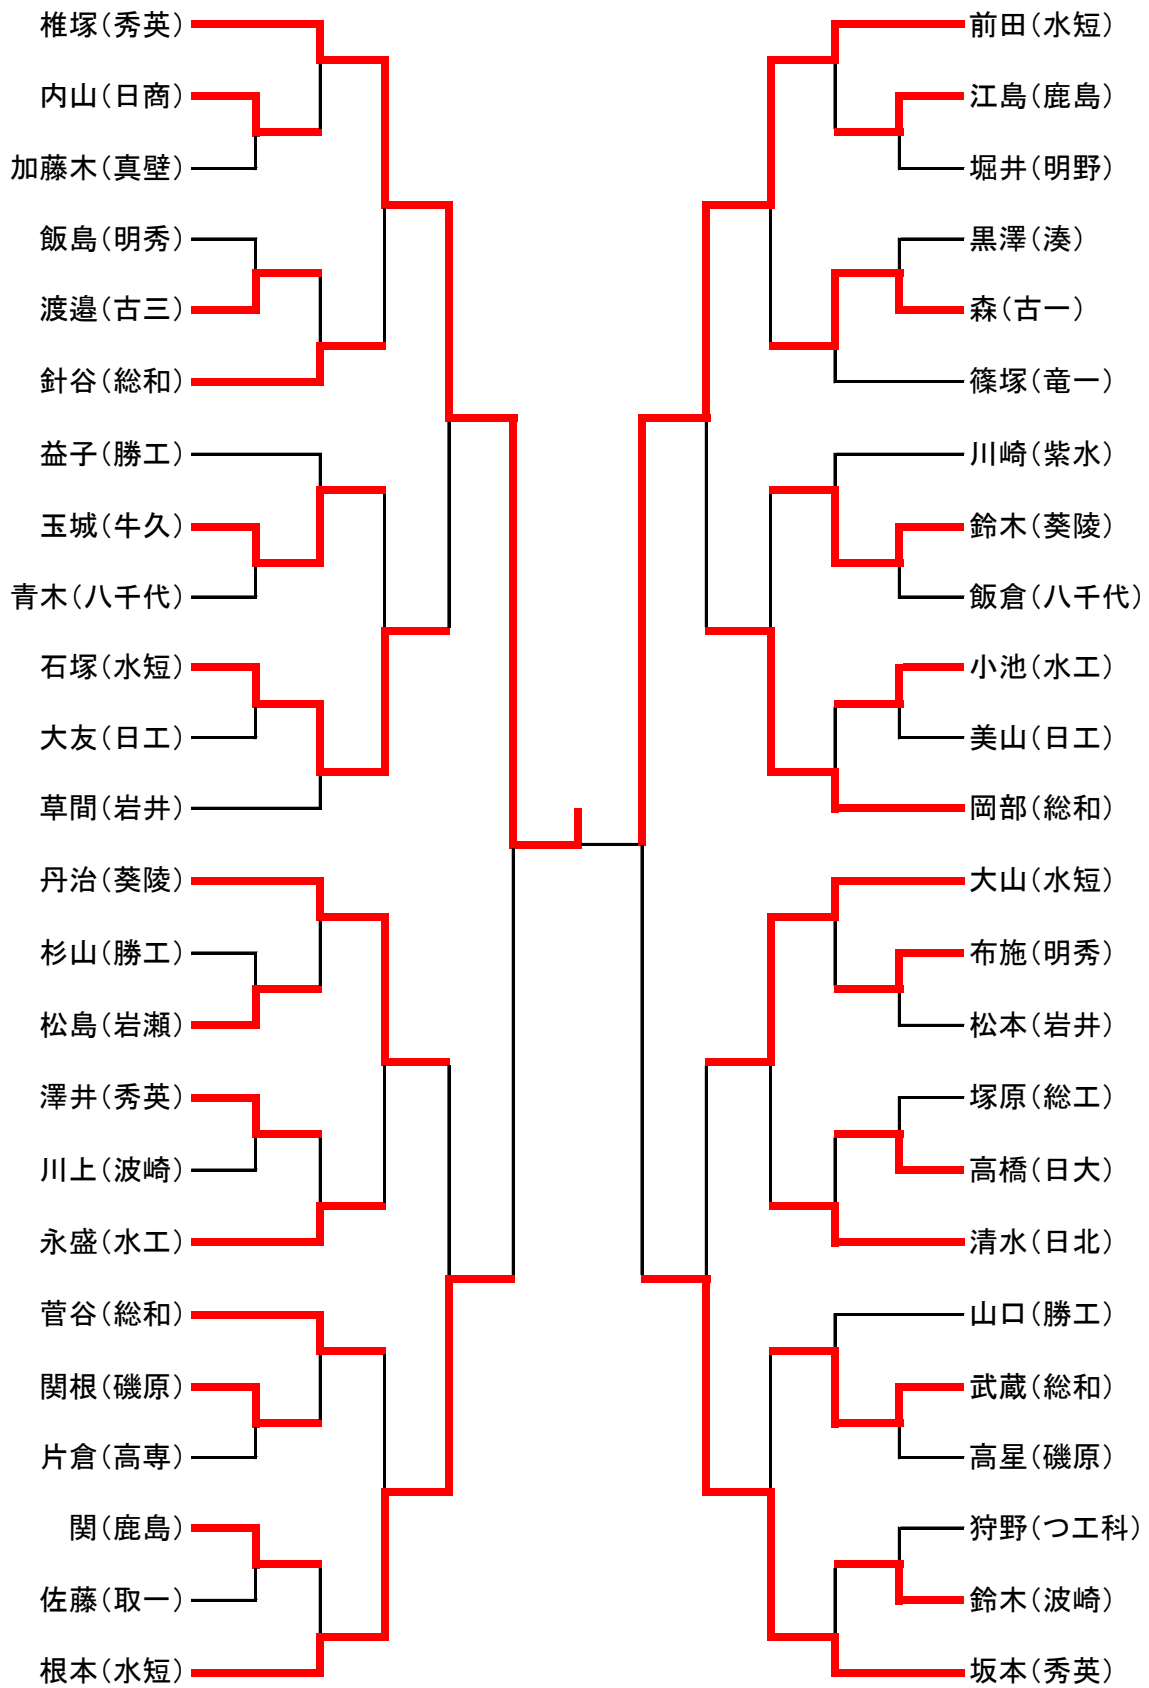 椎塚(秀英)
内山(日商)
加藤木(真壁)
飯島(明秀)
渡邉(古三)
針谷(総和)
益子(勝工)
玉城(牛久)
青木(八千代)
石塚(水短)
大友(日工)
草間(岩井)
丹治(葵陵)
杉山(勝工)
松島(岩瀬)
澤井(秀英)
川上(波崎)
永盛(水工)
菅谷(総和)
関根(磯原)
片倉(高専)
関(鹿島)
佐藤(取一)
根本(水短)
前田(水短)
江島(鹿島)
堀井(明野)
黒澤(湊)
森(古一)
篠塚(竜一)
川崎(紫水)
鈴木(葵陵)
飯倉(八千代)
小池(水工)
美山(日工)
岡部(総和)
大山(水短)
布施(明秀)
松本(岩井)
塚原(総工)
高橋(日大)
清水(日北)
山口(勝工)
武蔵(総和)
高星(磯原)
狩野(つ工科)
鈴木(波崎)
坂本(秀英)